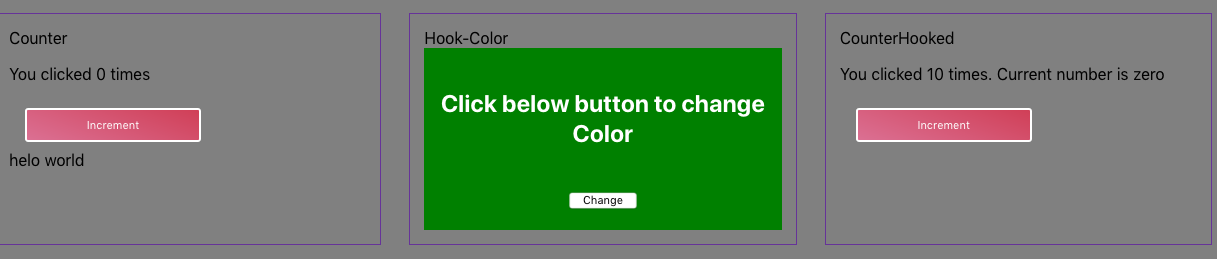 Counter
You clicked 0 times
Increment
helo world
Hook-Color
Click below button to change
Color
Change
CounterHooked
You clicked 10 times. Current number is zero
Increment